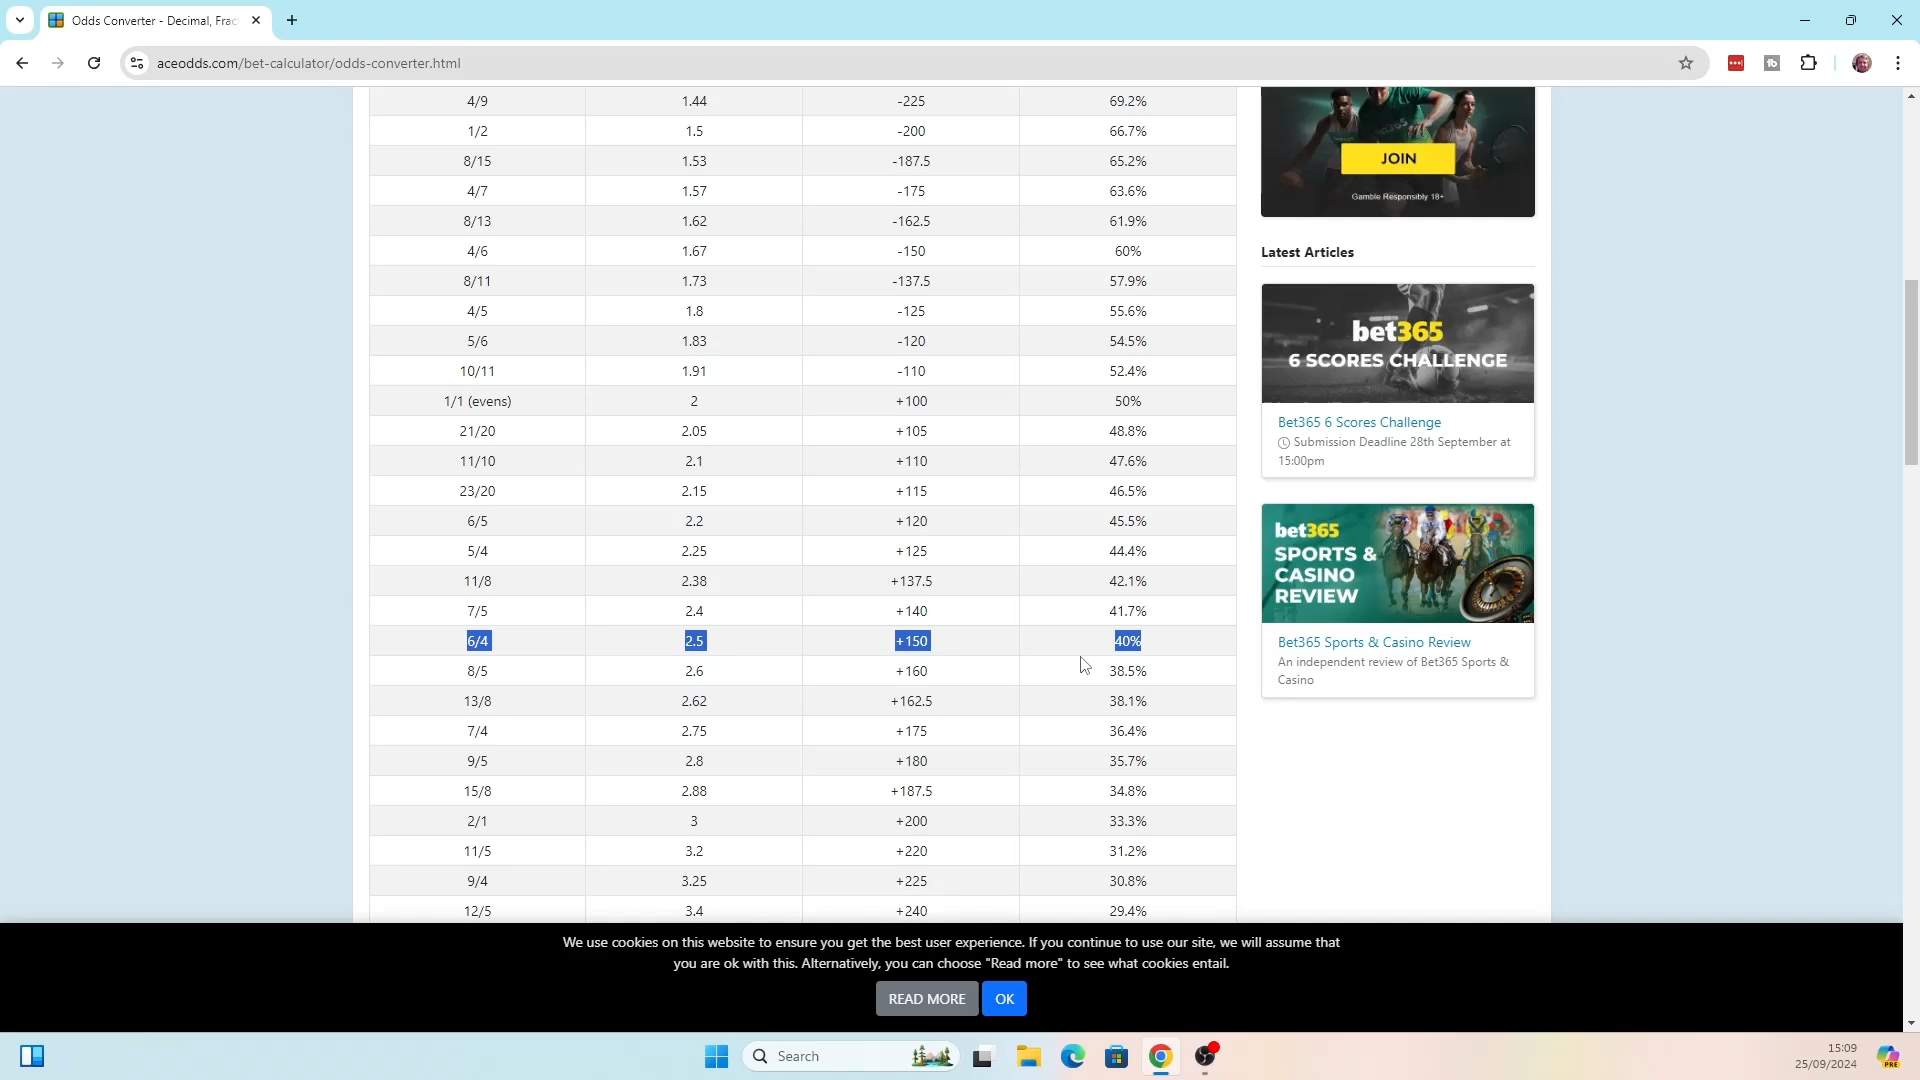 Odds Converter - Decimal, Frac
aceodds.com/bet-calculator/odds-converter.html
4/9 1.44 -225 69.2%
1/2 1.5 -200 66.7%
8/15 1.53 -187.5 65.2%
4/7 1.57 -175 63.6%
8/13 1.62 -162.5 61.9%
4/6 1.67 -150 60%
8/11 1.73 -137.5 57.9%
4/5 1.8 -125 55.6%
5/6 1.83 -120 54.5%
10/11 1.91 -110 52.4%
1/1 (evens) 2 +100 50%
21/20 2.05 +105 48.8%
11/10 2.1 +110 47.6%
23/20 2.15 +115 46.5%
6/5 2.2 +120 45.5%
5/4 2.25 +125 44.4%
11/8 2.38 +137.5 42.1%
7/5 2.4 +140 41.7%
6/4 2.5 +150 40%
8/5 2.6 +160 38.5%
13/8 2.62 +162.5 38.1%
7/4 2.75 +175 36.4%
9/5 2.8 +180 35.7%
15/8 2.88 +187.5 34.8%
2/1 3 +200 33.3%
11/5 3.2 +220 31.2%
9/4 3.25 +225 30.8%
12/5 3.4 +240 29.4%
JOIN
Gamble Responsibly 18+
Latest Articles
bet365
6 SCORES CHALLENGE
Bet365 6 Scores Challenge
Submission Deadline 28th September at
15:00pm
bet365
SPORTS &
CASINO
REVIEW
Bet365 Sports & Casino Review
An independent review of Bet365 Sports &
Casino
We use cookies on this website to ensure you get the best user experience. If you continue to use our site, we will assume that
you are ok with this. Alternatively, you can choose "Read more" to see what cookies entail.
READ MORE OK
Search
15:09
25/09/2024
PRE